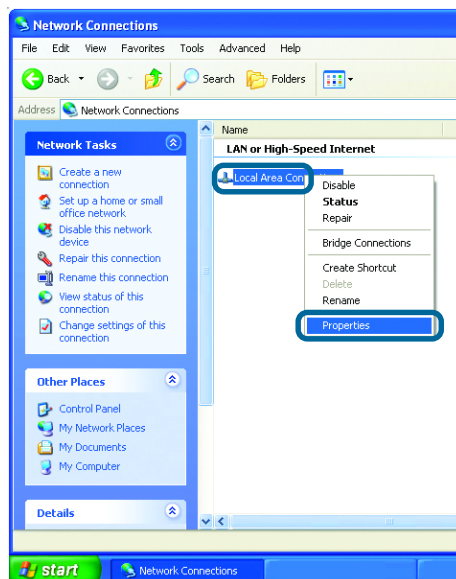 Network Connections
File Edit View Favorites Tools Advanced Help
Back Search Folders
Address Network Connections
Network Tasks
Create a new
connection
Set up a home or small
office network
Disable this network
device
Repair this connection
Rename this connection
View status of this
connection
Change settings of this
connection
Other Places
Control Panel
My Network Places
My Documents
My Computer
Details
Name
LAN or High-Speed Internet
Local Area Con
Disable
Status
Repair
Bridge Connections
Create Shortcut
Delete
Rename
Properties
start Network Connections